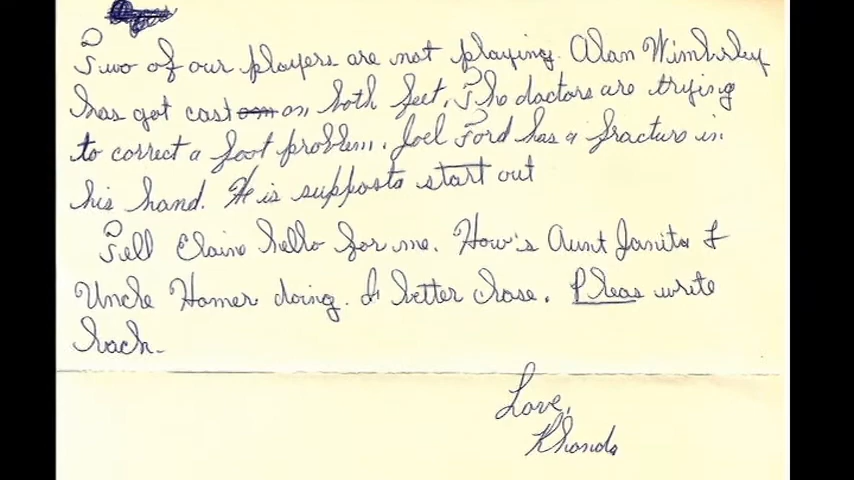 Two of our players are not playing. Alan Wimbsley
has got cast on both feet. The doctors are trying
to correct a foot problem. Joel Ford has a fracture in
his hand. He is supposto start out
Tell Elaine hello for me. How's Aunt Janita &
Uncle Homer doing. I better close. Pleas write
back.
Love,
Rhonda